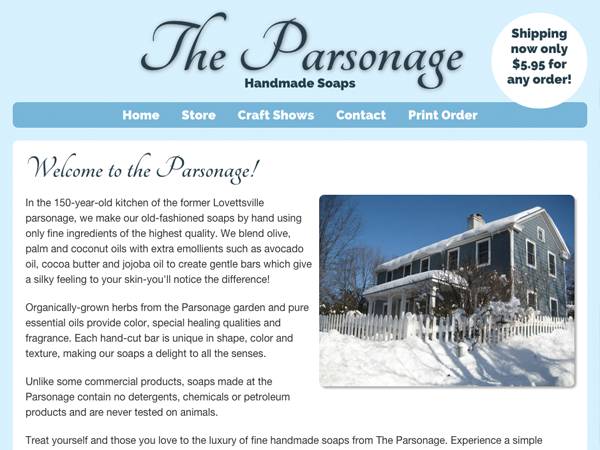 The Parsonage
Handmade Soaps
Shipping
now only
$5.95 for
any order!
Home Store Craft Shows Contact Print Order
Welcome to the Parsonage!
In the 150-year-old kitchen of the former Lovettsville
parsonage, we make our old-fashioned soaps by hand using
only fine ingredients of the highest quality. We blend olive,
palm and coconut oils with extra emollients such as avocado
oil, cocoa butter and jojoba oil to create gentle bars which give
a silky feeling to your skin-you'll notice the difference!
Organically-grown herbs from the Parsonage garden and pure
essential oils provide color, special healing qualities and
fragrance. Each hand-cut bar is unique in shape, color and
texture, making our soaps a delight to all the senses.
Unlike some commercial products, soaps made at the
Parsonage contain no detergents, chemicals or petroleum
products and are never tested on animals.
Treat yourself and those you love to the luxury of fine handmade soaps from The Parsonage. Experience a simple